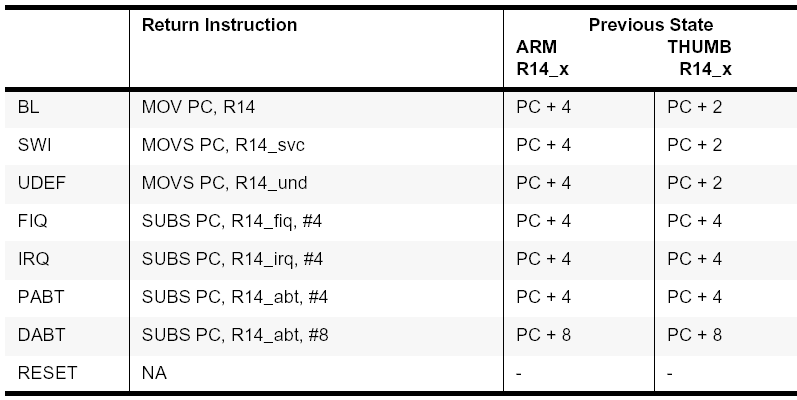 Return Instruction Previous State
ARM THUMB
R14_x R14_x
BL MOV PC, R14 PC + 4 PC + 2
SWI MOVS PC, R14_svc PC + 4 PC + 2
UDEF MOVS PC, R14_und PC + 4 PC + 2
FIQ SUBS PC, R14_fiq, #4 PC + 4 PC + 4
IRQ SUBS PC, R14_irq, #4 PC + 4 PC + 4
PABT SUBS PC, R14_abt, #4 PC + 4 PC + 4
DABT SUBS PC, R14_abt, #8 PC + 8 PC + 8
RESET NA - -